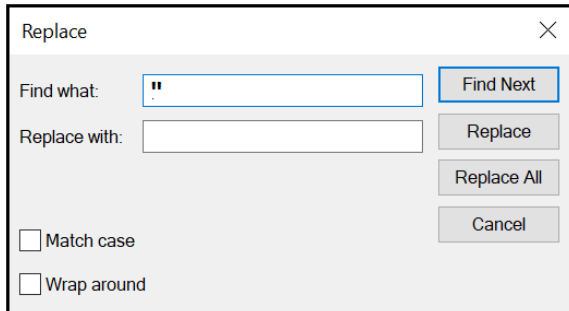 Replace
Find what: " Find Next
Replace with: Replace
Replace All
Cancel
Match case
Wrap around